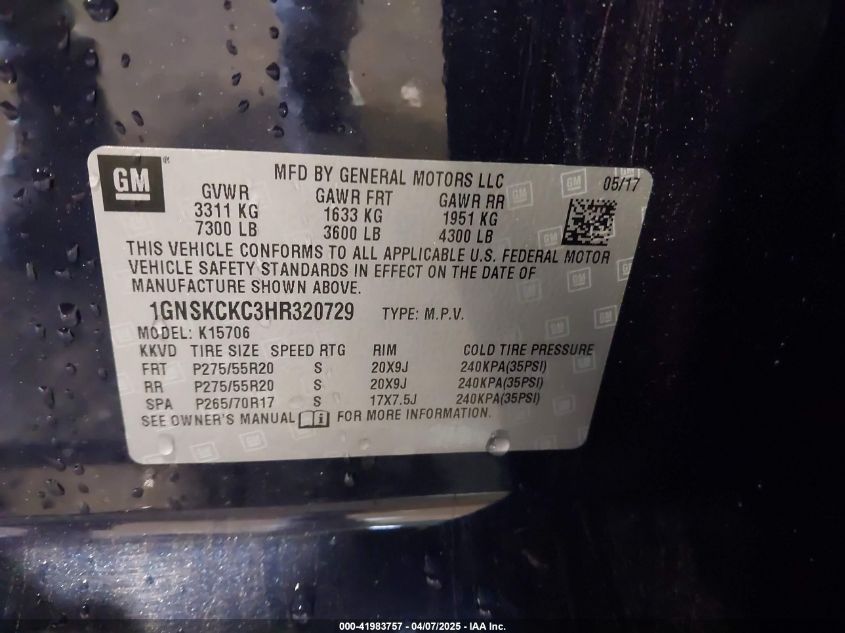 GM
MFD BY GENERAL MOTORS LLC 05/17
GVWR GAWR FRT GAWR RR
3311 KG 1633 KG 1951 KG
7300 LB 3600 LB 4300 LB
THIS VEHICLE CONFORMS TO ALL APPLICABLE U.S. FEDERAL MOTOR
VEHICLE SAFETY STANDARDS IN EFFECT ON THE DATE OF
MANUFACTURE SHOWN ABOVE.
1GNSKCKC3HR320729 TYPE: M.P.V.
MODEL: K15706
KKVD TIRE SIZE SPEED RTG RIM COLD TIRE PRESSURE
FRT P275/55R20 S 20X9J 240KPA(35PSI)
RR P275/55R20 S 20X9J 240KPA(35PSI)
SPA P265/70R17 S 17X7.5J 240KPA(35PSI)
SEE OWNER'S MANUAL i FOR MORE INFORMATION.
000-41983757 - 04/07/2025 - IAA Inc.